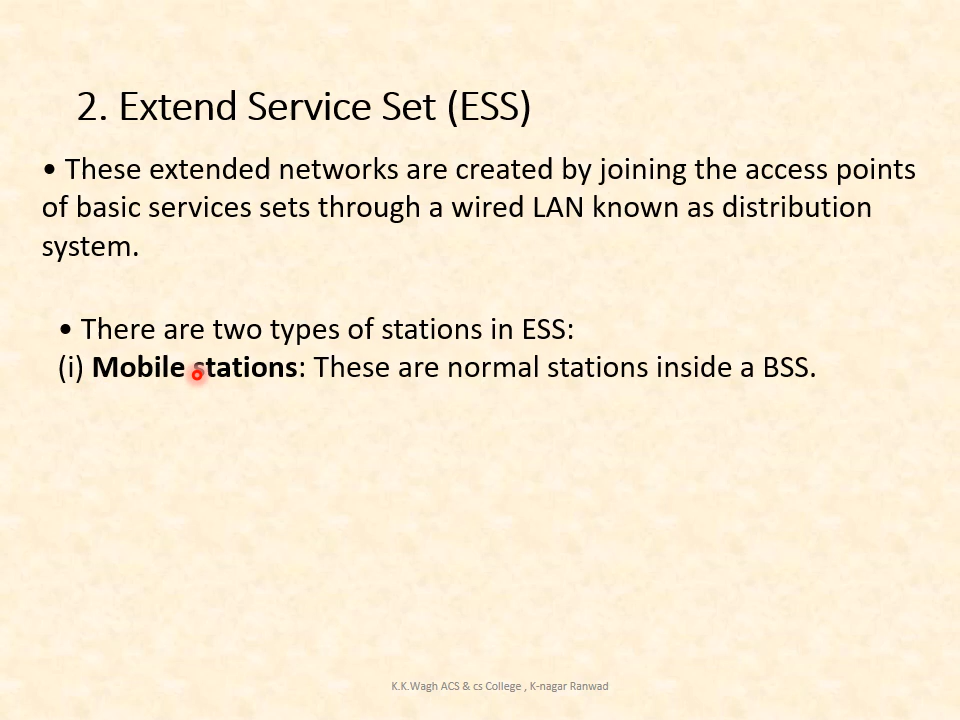 2. Extend Service Set (ESS)
• These extended networks are created by joining the access points
of basic services sets through a wired LAN known as distribution
system.
• There are two types of stations in ESS:
(i) Mobile stations: These are normal stations inside a BSS.
K.K.Wagh ACS & cs College , K-nagar Ranwad